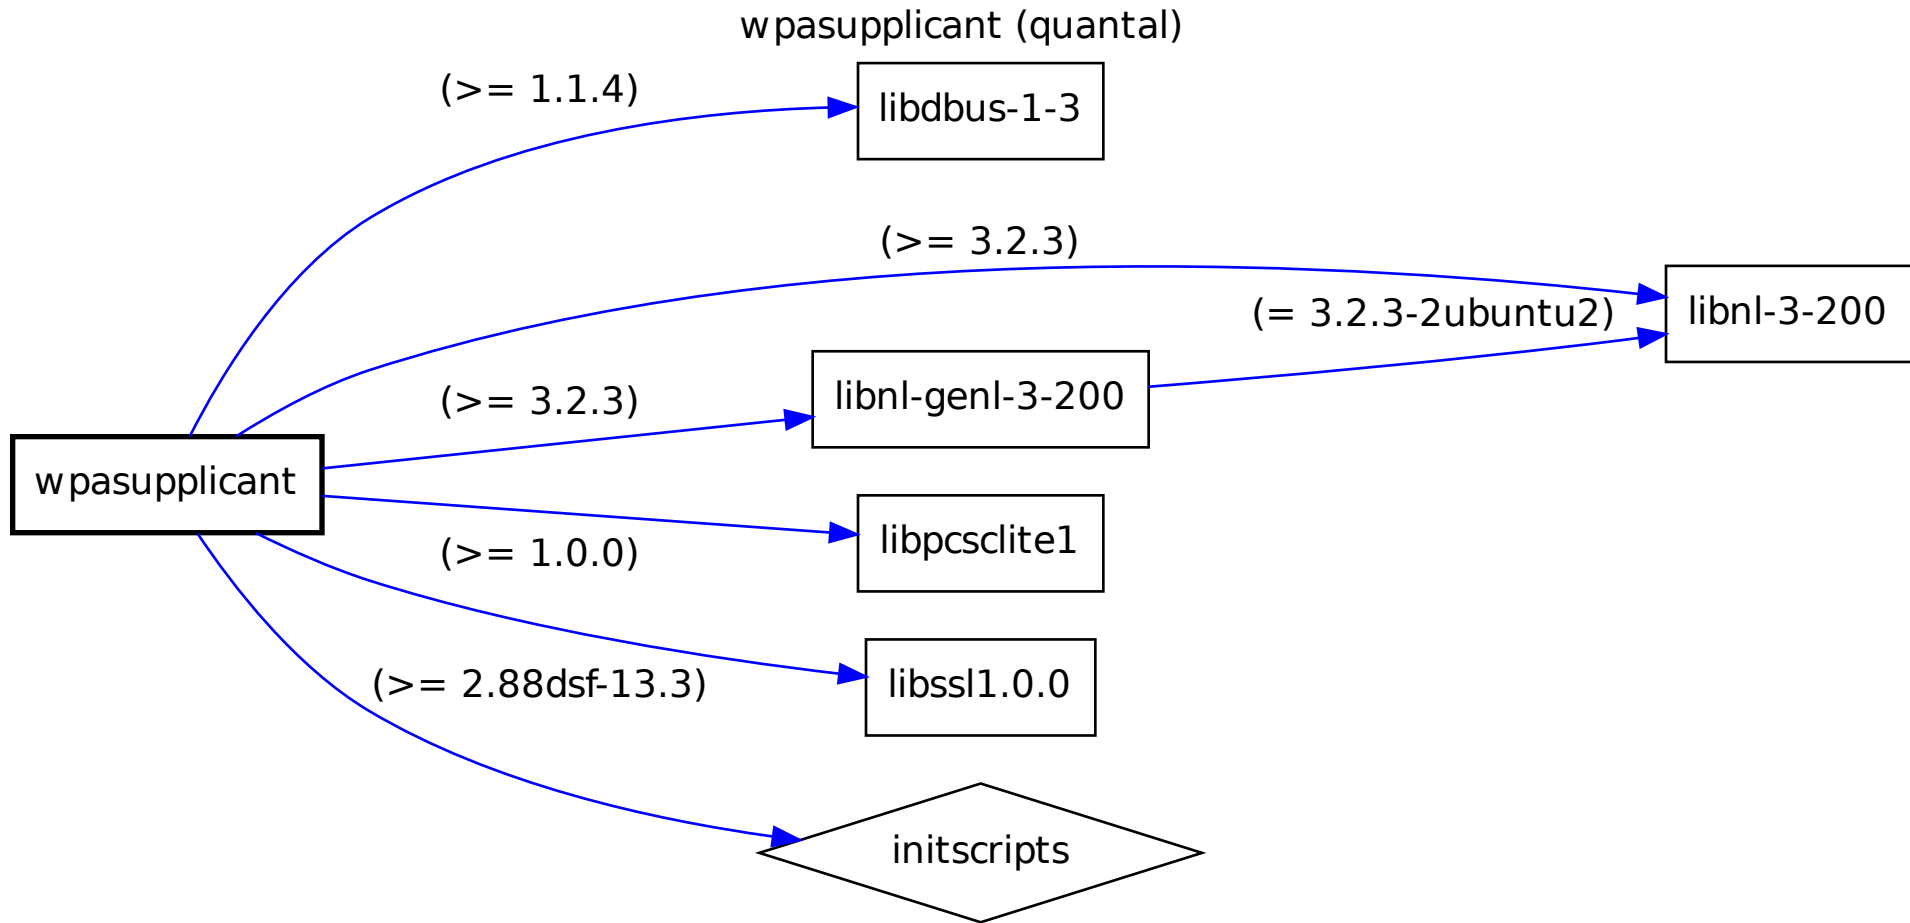 wpasupplicant (quantal)
(>= 1.1.4)
libdbus-1-3
(>= 3.2.3)
(= 3.2.3-2ubuntu2)
libnl-3-200
(>= 3.2.3)
libnl-genl-3-200
wpasupplicant
(>= 1.0.0)
libpcsclite1
(>= 2.88dsf-13.3)
libssl1.0.0
initscripts